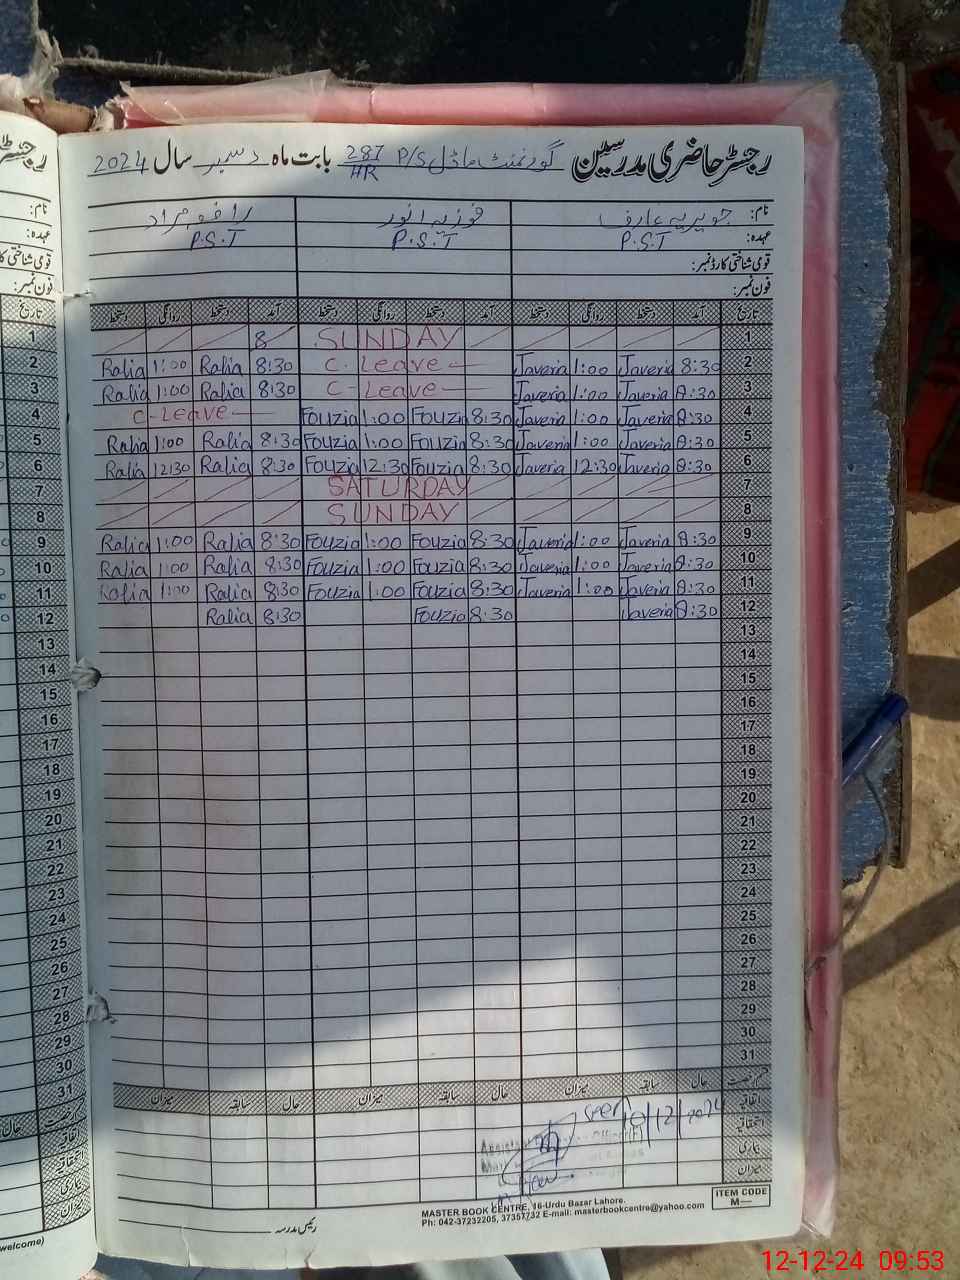 رجسٹر حاضری مدرسین گورنمنٹ ماڈل P/S 287/HR بابت ماہ دسمبر سال 2024
نام: جویریہ عارف فوزیہ انور
عہدہ: P.S.T P.S.T P.S.T
قومی شناختی کارڈ نمبر:
فون نمبر:
تاریخ آمد دستخط روانگی دستخط آمد دستخط روانگی دستخط آمد دستخط روانگی دستخط
8 SUNDAY 1
Ralia 1:00 Ralia 8:30 C. Leave Javeria 1:00 Javeria 8:30 2
Ralia 1:00 Ralia 8:30 C- Leave Javeria 1:00 Javeria 8:30 3
C-Leave Fouzia 1:00 Fouzia 8:30 Javeria 1:00 Javeria 8:30 4
Ralia 1:00 Ralia 8:30 Fouzia 1:00 Fouzia 8:30 Javeria 1:00 Javeria 8:30 5
Ralia 12:30 Ralia 8:30 Fouzia 12:30 Fouzia 8:30 Javeria 12:30 Javeria 8:30 6
SATURDAY 7
SUNDAY 8
Ralia 1:00 Ralia 8:30 Fouzia 1:00 Fouzia 8:30 Javeria 1:00 Javeria 8:30 9
Ralia 1:00 Ralia 8:30 Fouzia 1:00 Fouzia 8:30 Javeria 1:00 Javeria 8:30 10
Ralia 1:00 Ralia 8:30 Fouzia 1:00 Fouzia 8:30 Javeria 1:00 Javeria 8:30 11
Ralia 8:30 Fouzia 8:30 Javeria 8:30 12
13
14
15
16
17
18
19
20
21
22
23
24
25
26
27
28
29
30
31
حال سابقہ میزان حال سابقہ میزان حال سابقہ میزان
اتفاقیہ
استحقاقیہ
بیماری
میزان
seen 10/12/2024
رئیس مدرسہ
MASTER BOOK CENTRE, 16-Urdu Bazar Lahore.
Ph: 042-37232205, 37357732 E-mail: masterbookcentre@yahoo.com
ITEM CODE
M—
welcome)
12-12-24 09:53